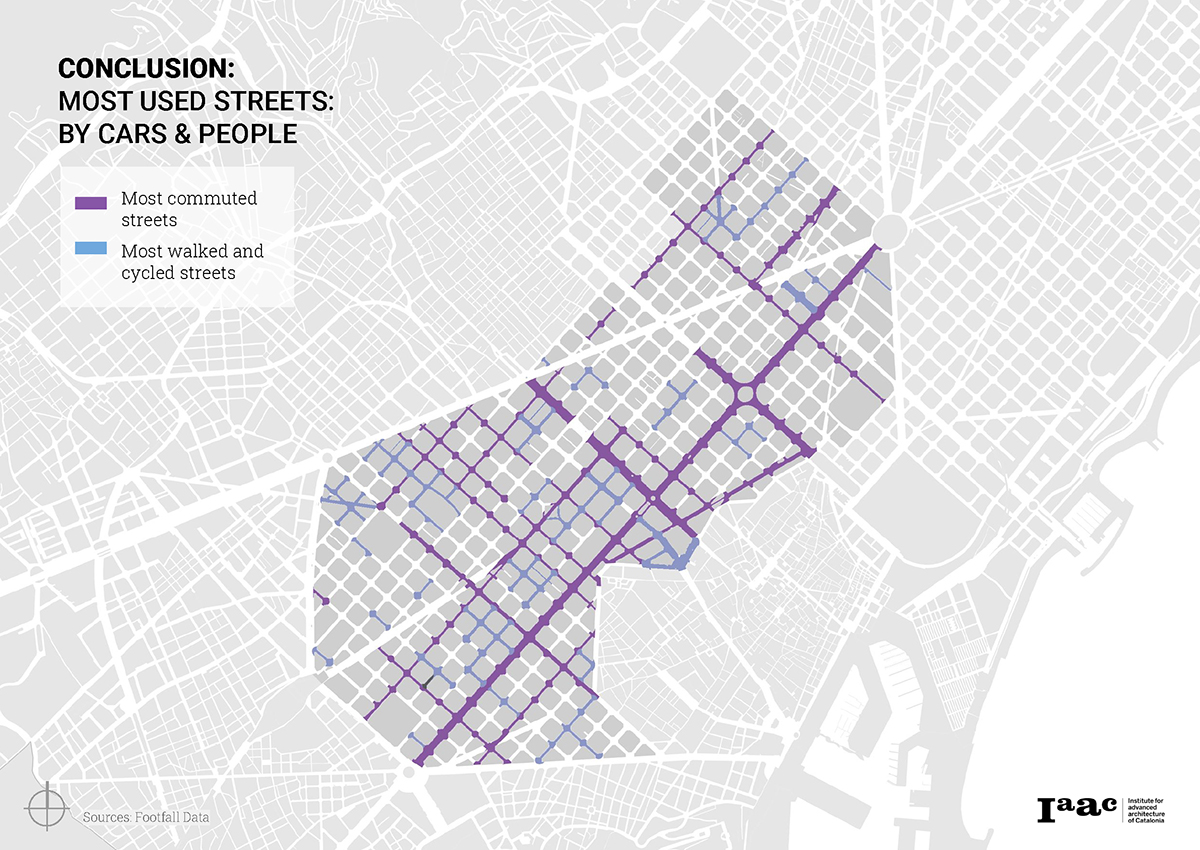 CONCLUSION:
MOST USED STREETS:
BY CARS & PEOPLE
Most commuted
streets
Most walked and
cycled streets
Sources: Footfall Data
Iaac
Institute for
advanced
architecture
of Catalonia